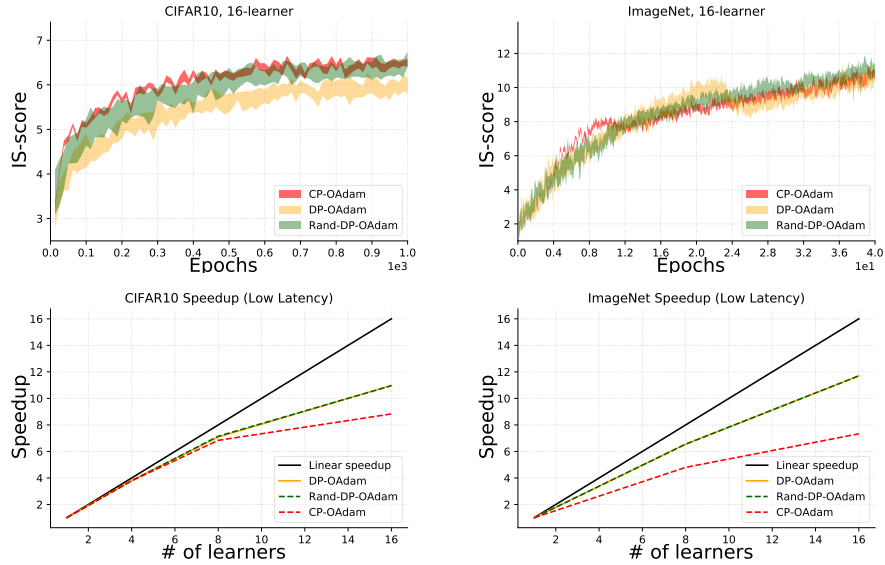 CIFAR10, 16-learner
IS-score
7
6
5
4
3
0.0 0.1 0.2 0.3 0.4 0.5 0.6 0.7 0.8 0.9 1.0
1e3
Epochs
CP-OAdam
DP-OAdam
Rand-DP-OAdam
ImageNet, 16-learner
IS-score
12
10
8
6
4
2
0.0 0.4 0.8 1.2 1.6 2.0 2.4 2.8 3.2 3.6 4.0
1e1
Epochs
CP-OAdam
DP-OAdam
Rand-DP-OAdam
CIFAR10 Speedup (Low Latency)
Speedup
16
14
12
10
8
6
4
2
2 4 6 8 10 12 14 16
# of learners
Linear speedup
DP-OAdam
Rand-DP-OAdam
CP-OAdam
ImageNet Speedup (Low Latency)
Speedup
16
14
12
10
8
6
4
2
2 4 6 8 10 12 14 16
# of learners
Linear speedup
DP-OAdam
Rand-DP-OAdam
CP-OAdam